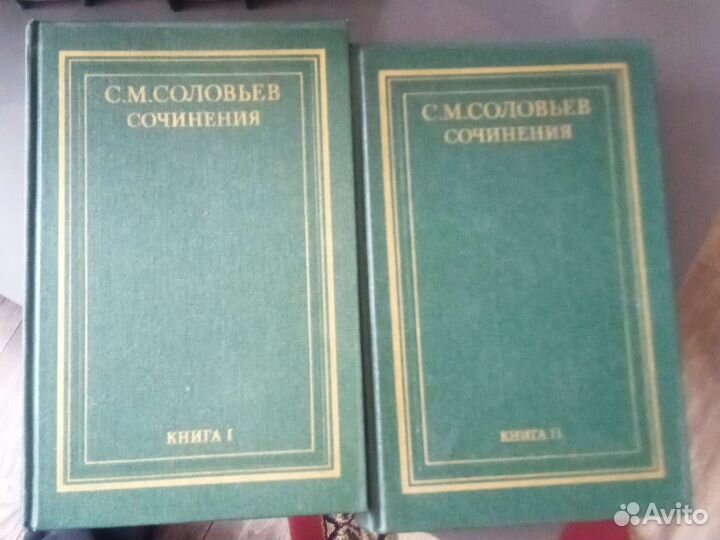 С.М.СОЛОВЬЕВ
СОЧИНЕНИЯ
КНИГА I
С.М.СОЛОВЬЕВ
СОЧИНЕНИЯ
КНИГА II
Avito